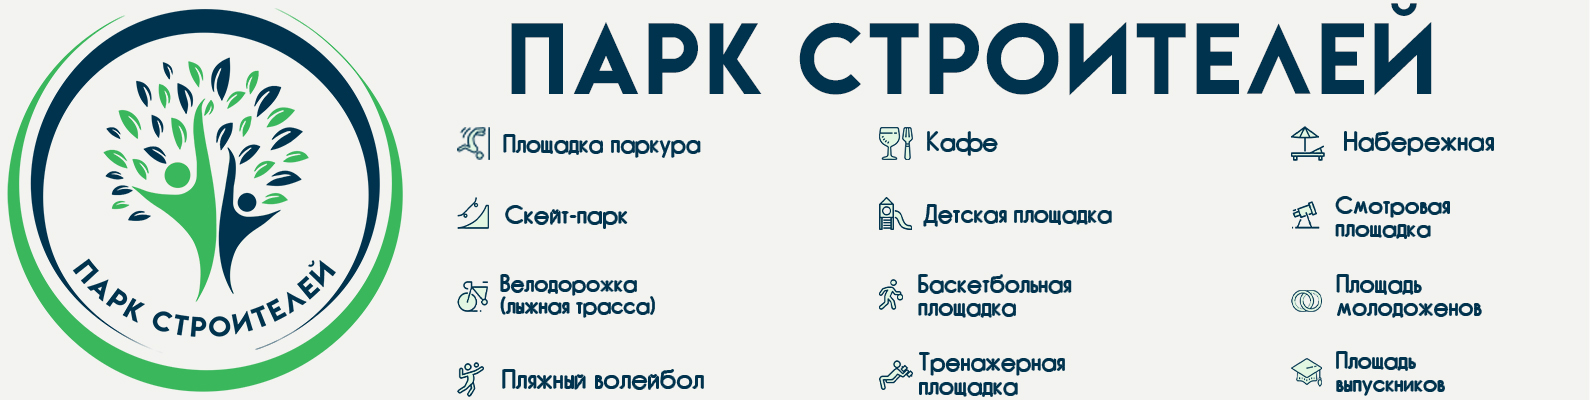 ПАРК СТРОИТЕЛЕЙ
ПАРК СТРОИТЕЛЕЙ
Площадка паркура
Скейт-парк
Велодорожка
(лыжная трасса)
Пляжный волейбол
Кафе
Детская площадка
Баскетбольная
площадка
Тренажерная
площадка
Набережная
Смотровая
площадка
Площадь
молодоженов
Площадь
выпускников